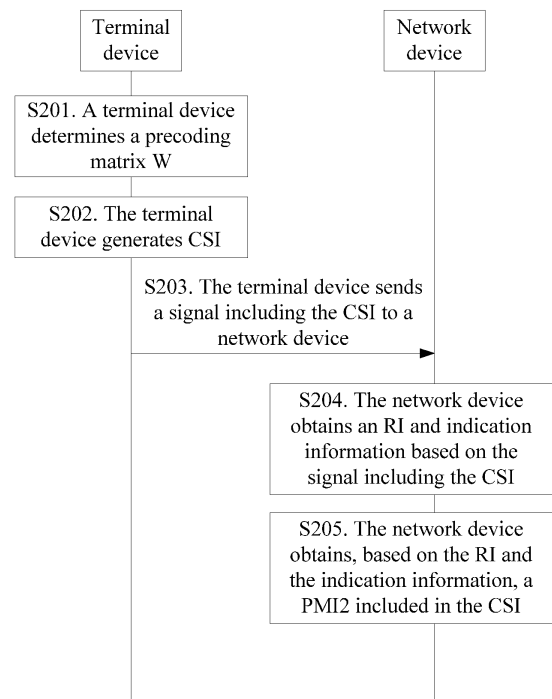 Terminal
device
Network
device
S201. A terminal device
determines a precoding
matrix W
S202. The terminal
device generates CSI
S203. The terminal device sends
a signal including the CSI to a
network device
S204. The network device
obtains an RI and indication
information based on the
signal including the CSI
S205. The network device
obtains, based on the RI and
the indication information, a
PMI2 included in the CSI